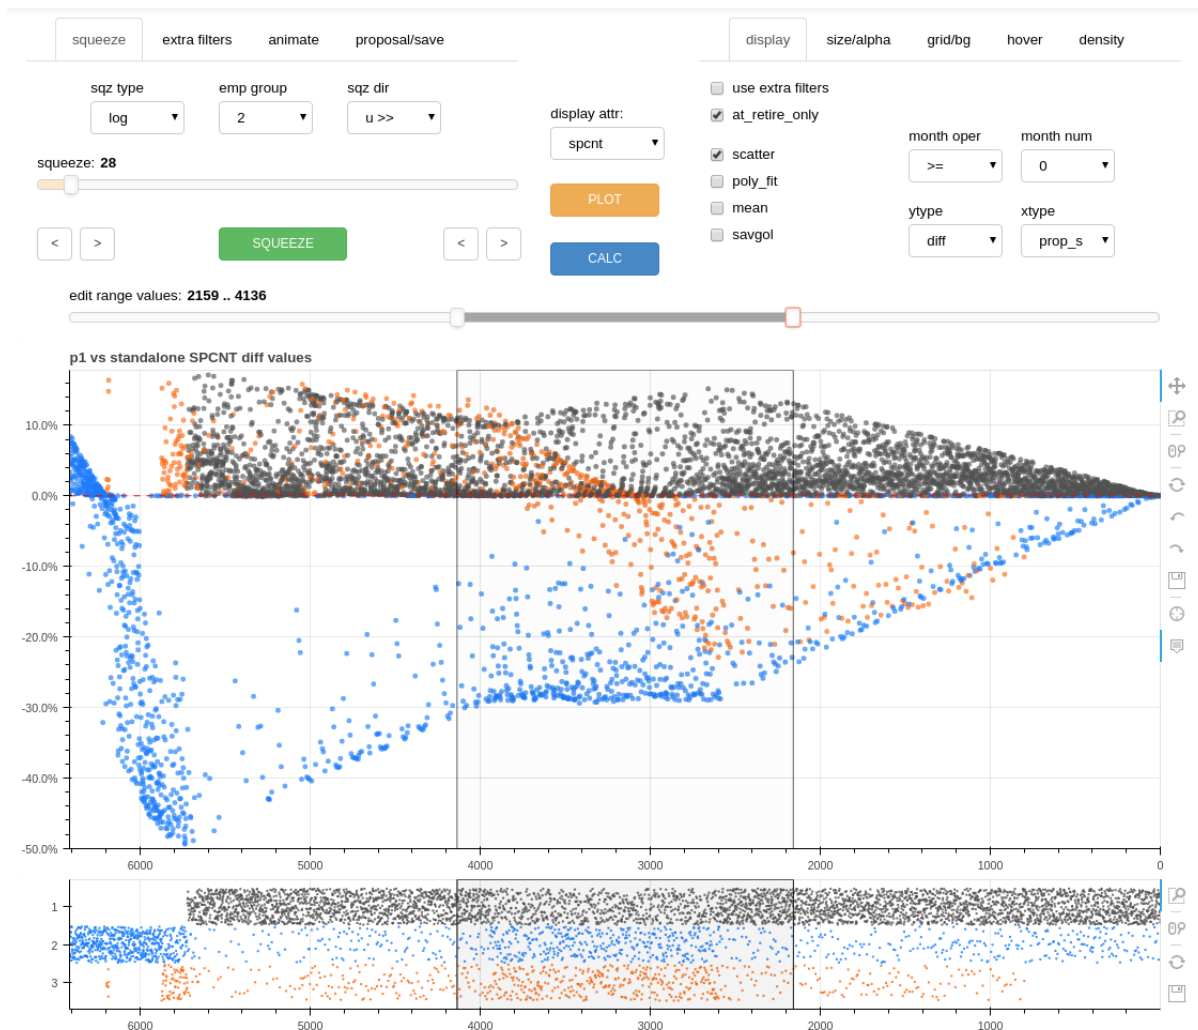 squeeze extra filters animate proposal/save
display size/alpha grid/bg hover density
sqz type emp group sqz dir
log 2 u >>
squeeze: 28
< > SQUEEZE < >
display attr:
spcnt
PLOT
CALC
use extra filters
at_retire_only
scatter
poly_fit
mean
savgol
month oper month num
>= 0
ytype xtype
diff prop_s
edit range values: 2159 .. 4136
p1 vs standalone SPCNT diff values
10.0%
0.0%
-10.0%
-20.0%
-30.0%
-40.0%
-50.0%
6000 5000 4000 3000 2000 1000 0
1
2
3
6000 5000 4000 3000 2000 1000 0